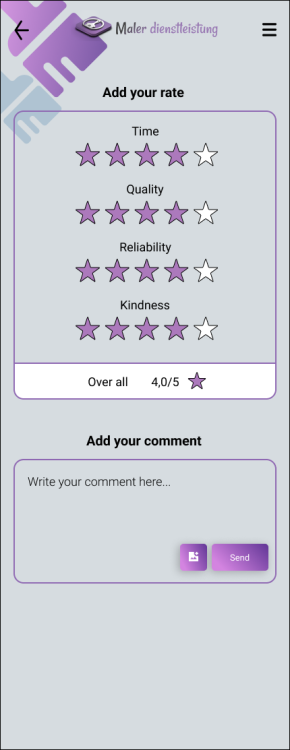 Maler dienstleistung
Add your rate
Time
Quality
Reliability
Kindness
Over all 4,0/5
Add your comment
Write your comment here...
Send